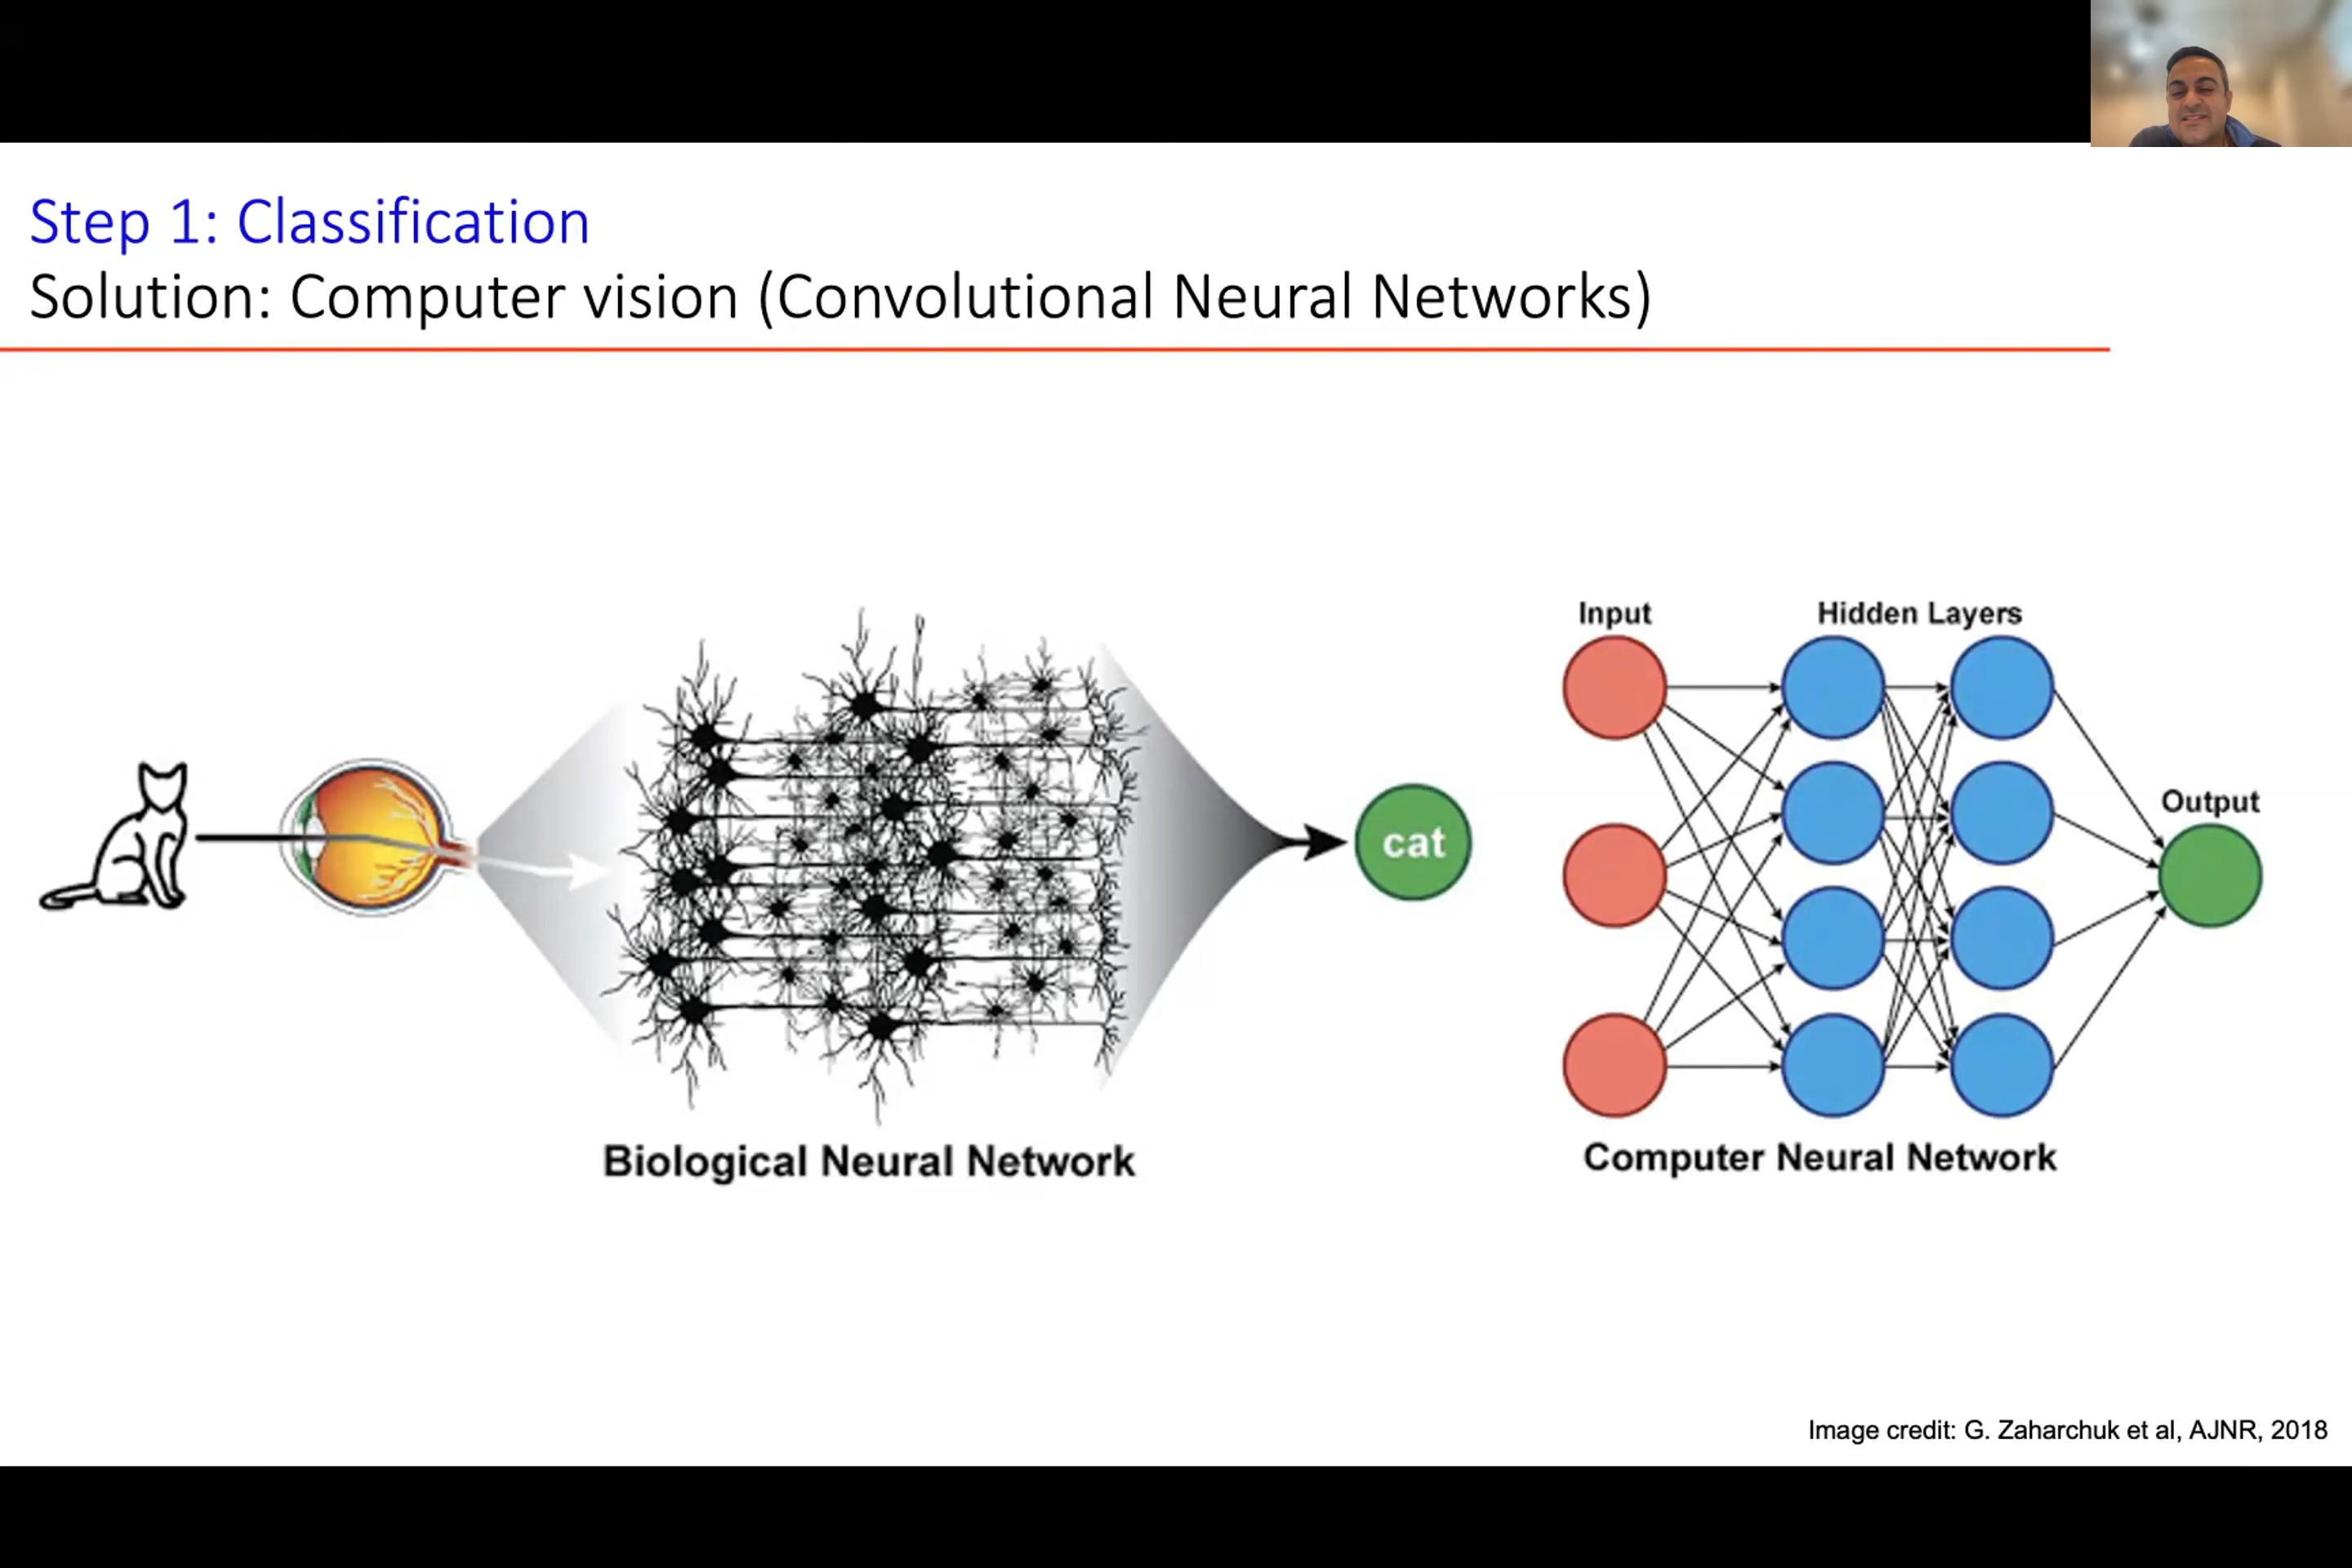 Step 1: Classification
Solution: Computer vision (Convolutional Neural Networks)
cat
Biological Neural Network
Input
Hidden Layers
Output
Computer Neural Network
Image credit: G. Zaharchuk et al, AJNR, 2018